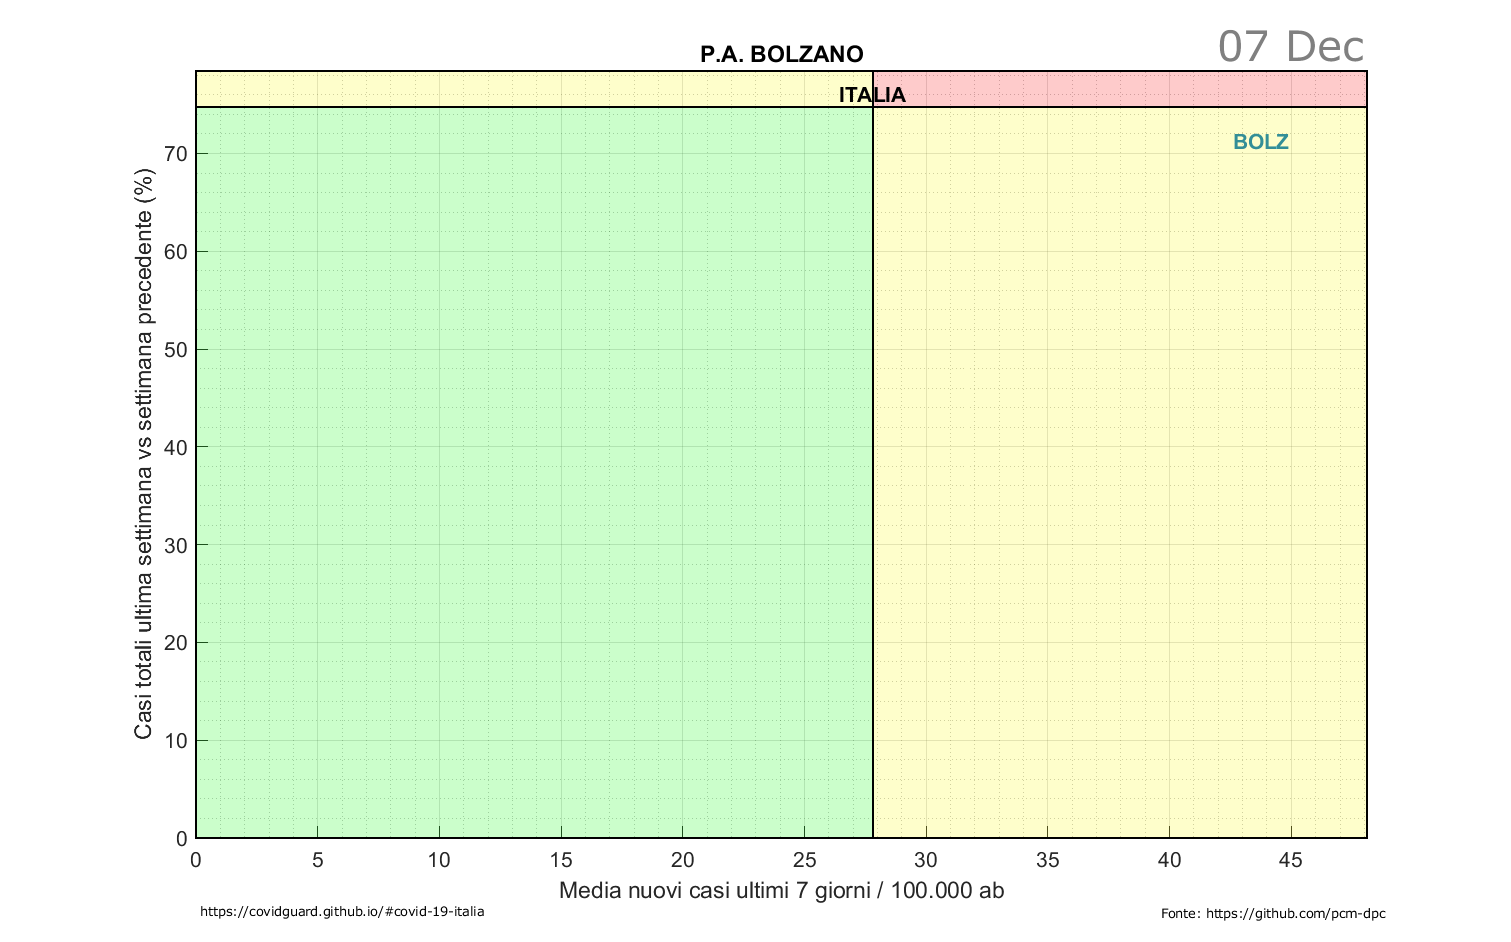 P.A. BOLZANO
07 Dec
ITALIA
BOLZ
Casi totali ultima settimana vs settimana precedente (%)
70
60
50
40
30
20
10
0
0 5 10 15 20 25 30 35 40 45
Media nuovi casi ultimi 7 giorni / 100.000 ab
https://covidguard.github.io/#covid-19-italia
Fonte: https://github.com/pcm-dpc